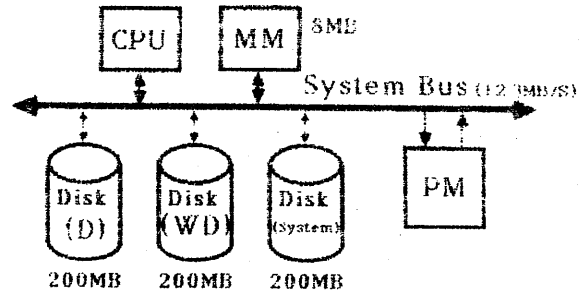 CPU
MM
8MB
System Bus
Disk
(D)
Disk
(WD)
Disk
(System)
PM
200MB
200MB
200MB